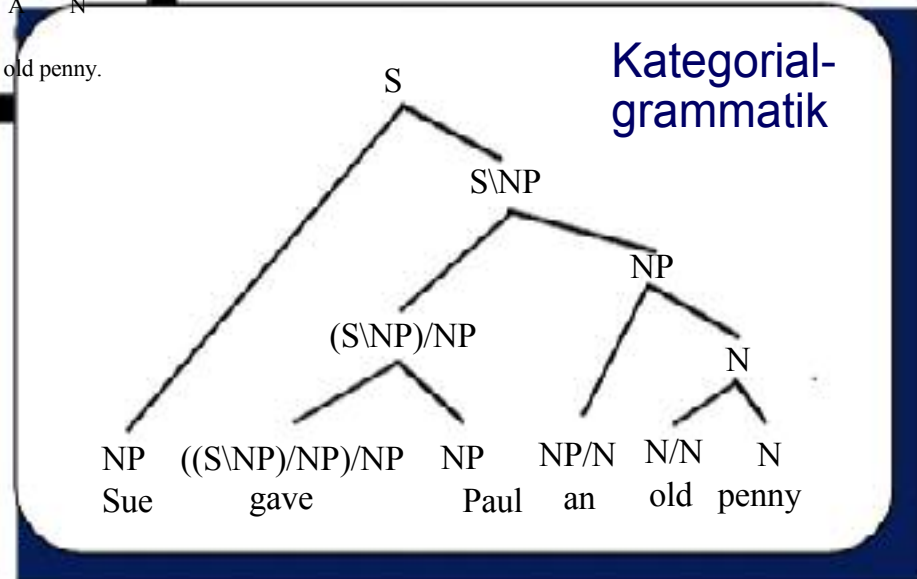 A N
old penny.
Kategorial-
grammatik
S
S\NP
NP
(S\NP)/NP
N
NP ((S\NP)/NP)/NP NP NP/N N/N N
Sue gave Paul an old penny